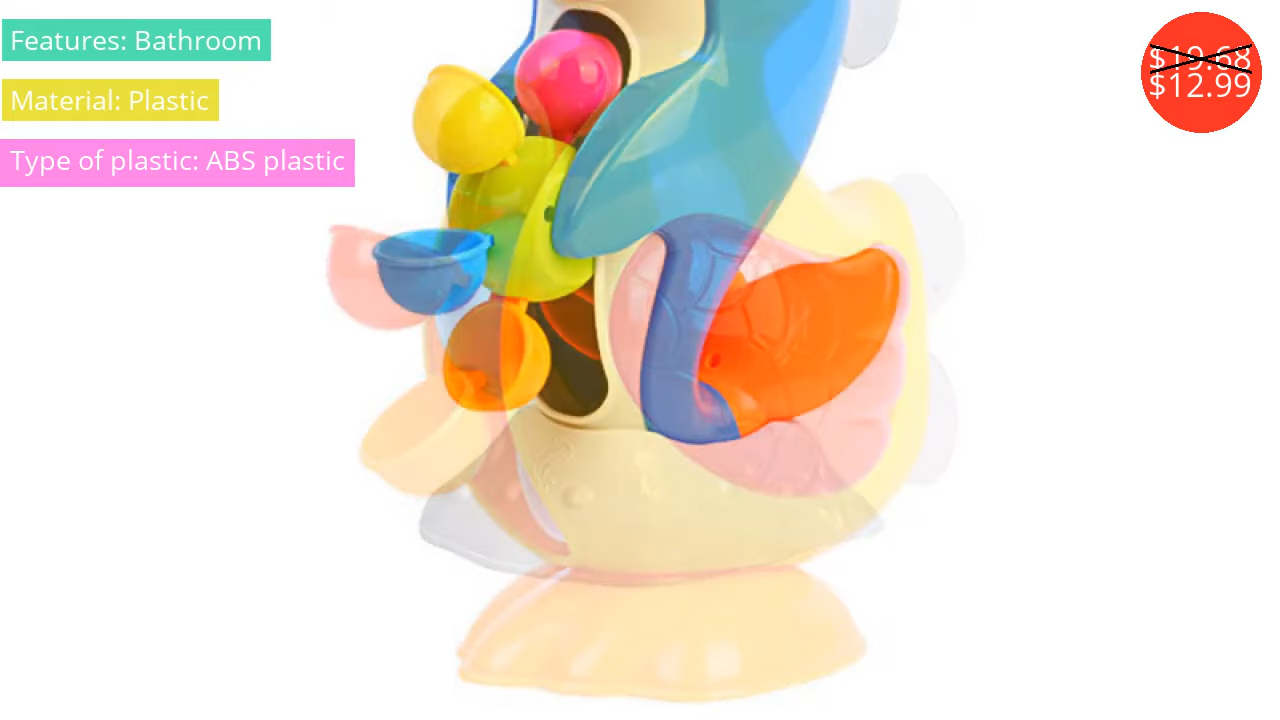 Features: Bathroom
Material: Plastic
Type of plastic: ABS plastic
$19.68
$12.99